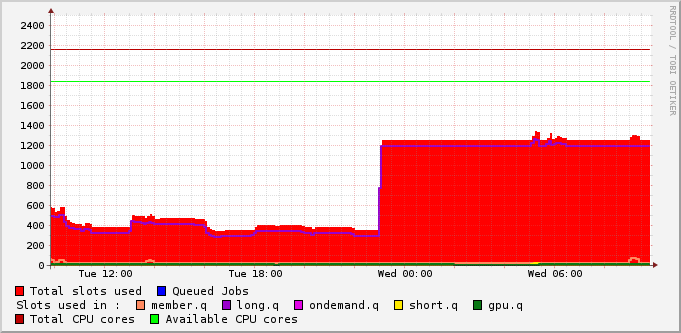 2400
2200
2000
1800
1600
1400
1200
1000
800
600
400
200
0
Tue 12:00 Tue 18:00 Wed 00:00 Wed 06:00
Total slots used Queued Jobs
Slots used in : member.q long.q ondemand.q short.q gpu.q
Total CPU cores Available CPU cores
RRDTOOL / TOBI OETIKER